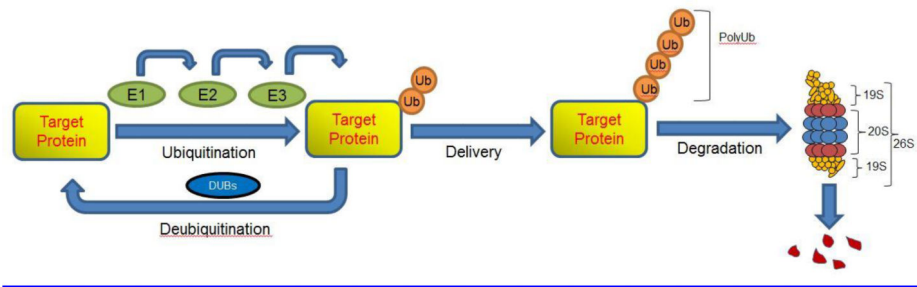 E1
E2
E3
Target
Protein
Ubiquitination
DUBs
Deubiquitination
Target
Protein
Ub
Ub
Delivery
Target
Protein
Ub
Ub
Ub
Ub
PolyUb
Degradation
19S
20S
19S
26S